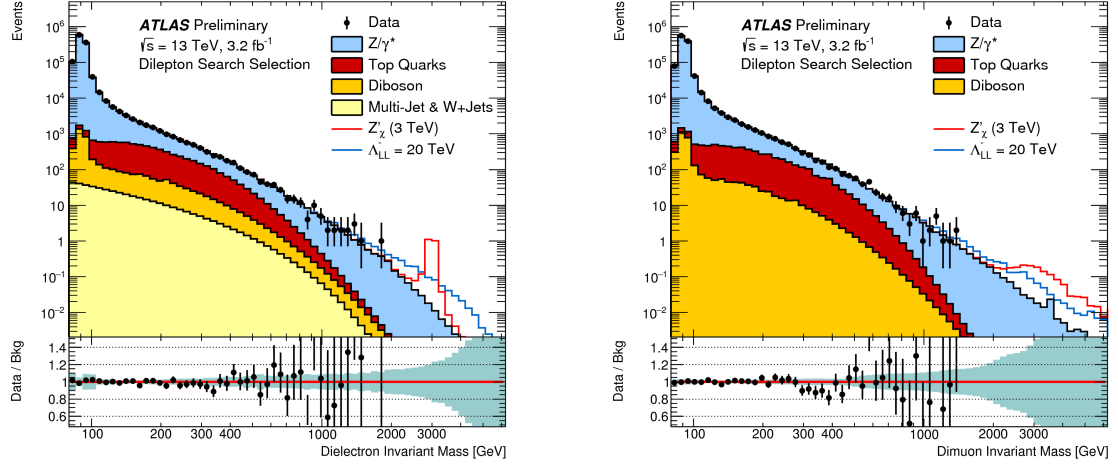 Events
ATLAS Preliminary
√s = 13 TeV, 3.2 fb⁻¹
Dilepton Search Selection
Data
Z/γ*
Top Quarks
Diboson
Multi-Jet & W+Jets
Z'χ (3 TeV)
Λ⁻LL = 20 TeV
10⁶
10⁵
10⁴
10³
10²
10
1
10⁻¹
10⁻²
Data / Bkg
1.4
1.2
1.0
0.8
0.6
100 200 300 400 1000 2000 3000
Dielectron Invariant Mass [GeV]
Events
ATLAS Preliminary
√s = 13 TeV, 3.2 fb⁻¹
Dilepton Search Selection
Data
Z/γ*
Top Quarks
Diboson
Z'χ (3 TeV)
Λ⁻LL = 20 TeV
10⁶
10⁵
10⁴
10³
10²
10
1
10⁻¹
10⁻²
Data / Bkg
1.4
1.2
1.0
0.8
0.6
100 200 300 400 1000 2000 3000
Dimuon Invariant Mass [GeV]